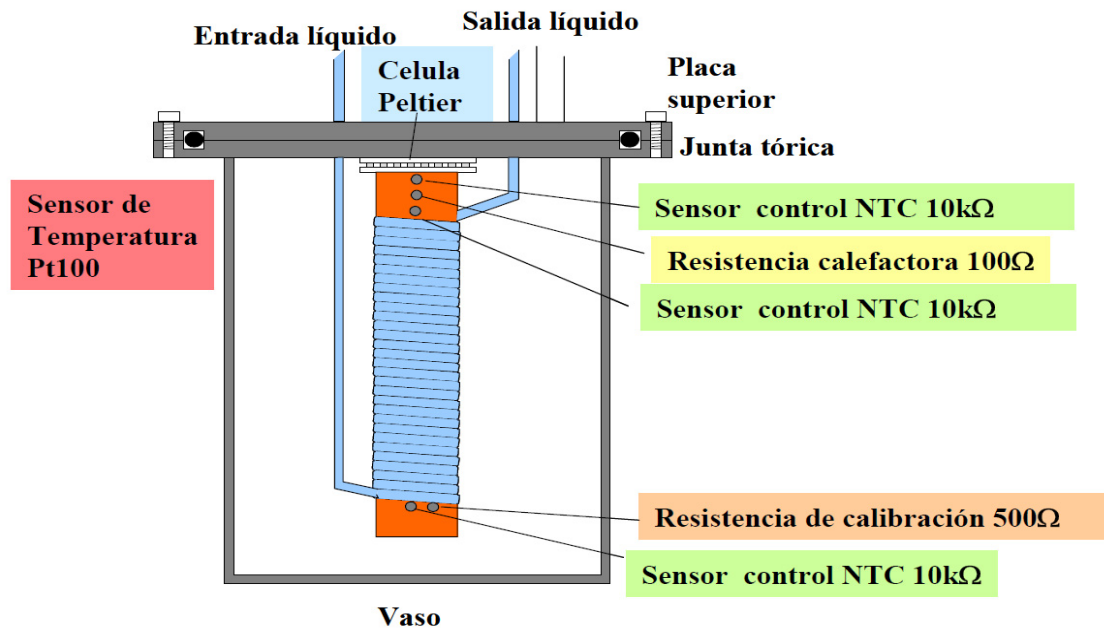 Entrada líquido
Salida líquido
Celula
Peltier
Placa
superior
Junta tórica
Sensor de
Temperatura
Pt100
Sensor control NTC 10kΩ
Resistencia calefactora 100Ω
Sensor control NTC 10kΩ
Resistencia de calibración 500Ω
Sensor control NTC 10kΩ
Vaso